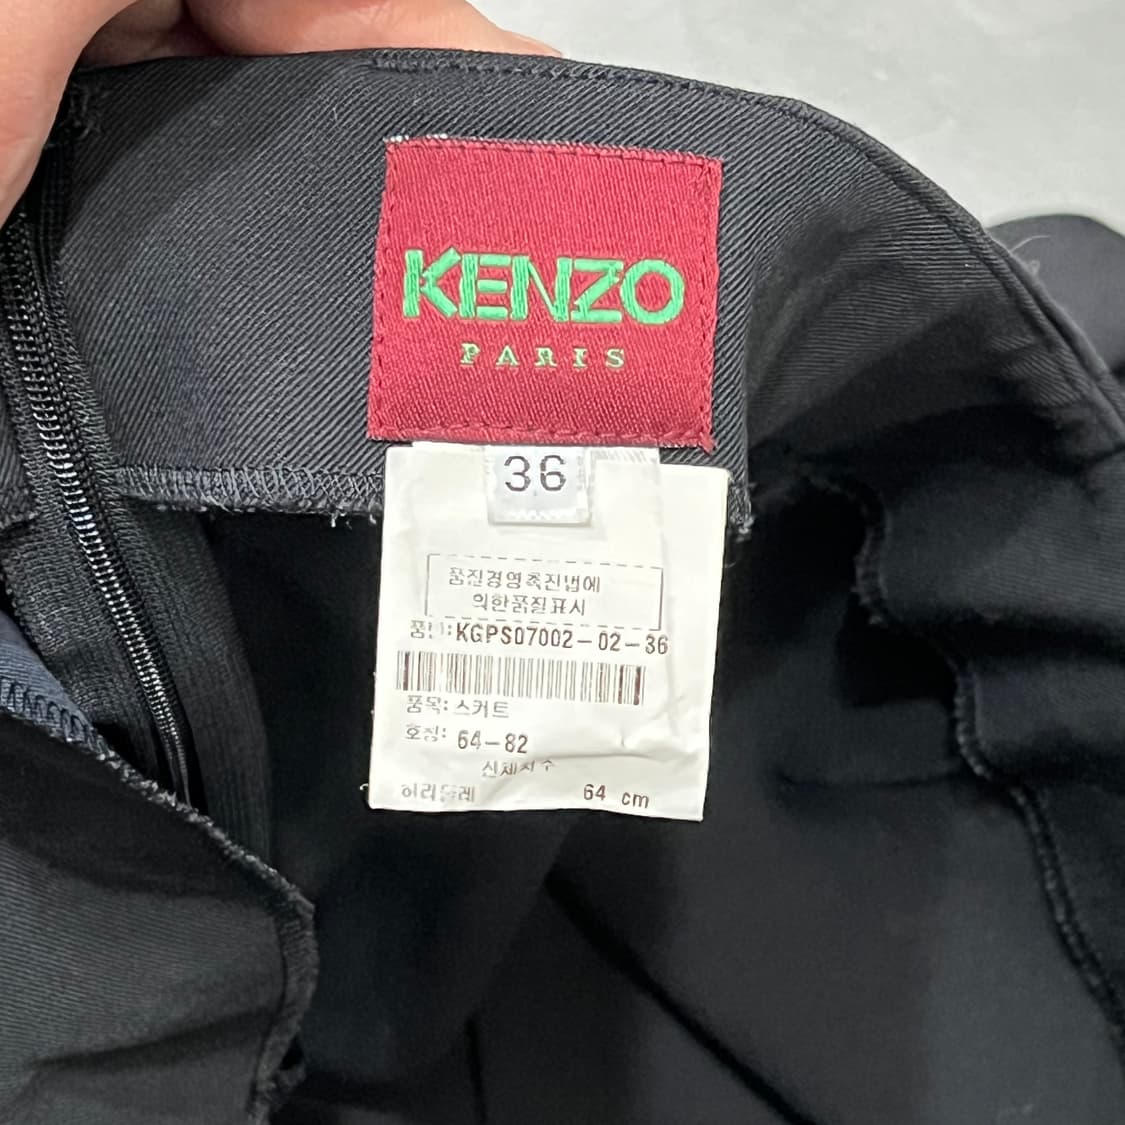 KENZO
PARIS
36
품질경영촉진법에
의한품질표시
품번:KGPS07002-02-36
품목:스커트
호칭: 64-82
신체치수
허리둘레 64 cm